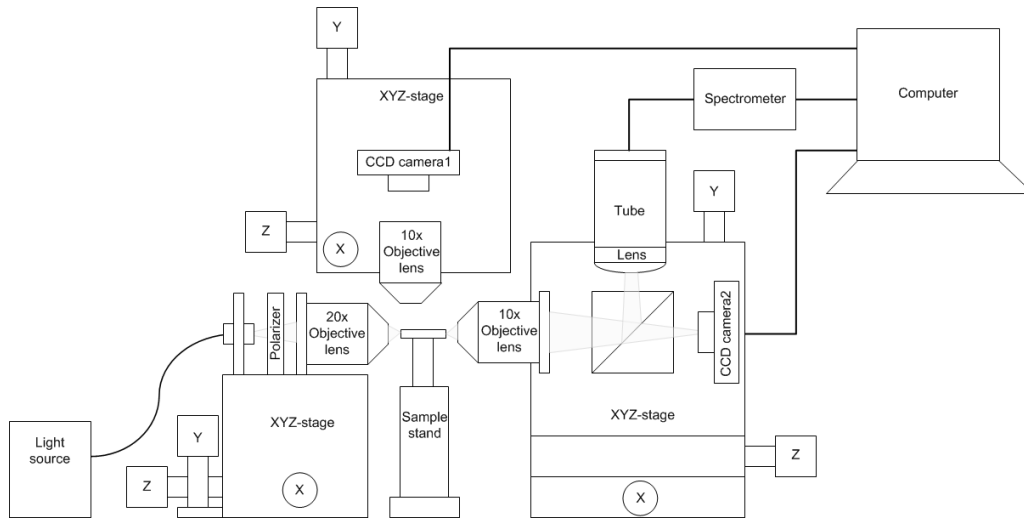 Y
XYZ-stage
CCD camera1
Z
X
10x
Objective
lens
Spectrometer
Computer
Tube
Lens
Y
20x
Objective
lens
Polarizer
10x
Objective
lens
CCD camera2
XYZ-stage
Z
X
Sample
stand
XYZ-stage
Y
Z
X
Light
source